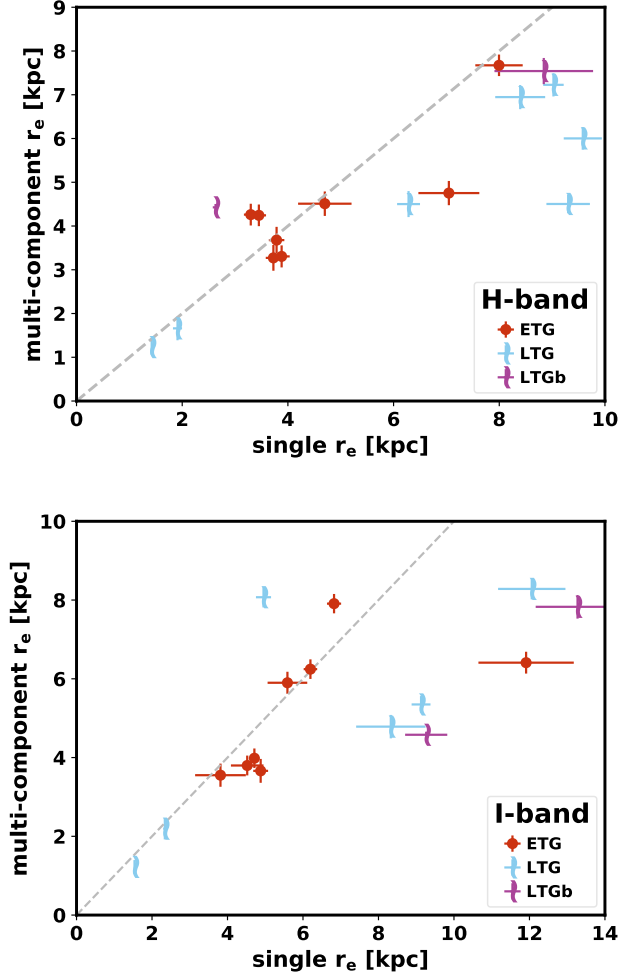 9
8
7
6
5
4
3
2
1
0
multi-component r_e [kpc]
H-band
ETG
LTG
LTGb
0 2 4 6 8 10
single r_e [kpc]
10
8
6
4
2
0
multi-component r_e [kpc]
I-band
ETG
LTG
LTGb
0 2 4 6 8 10 12 14
single r_e [kpc]